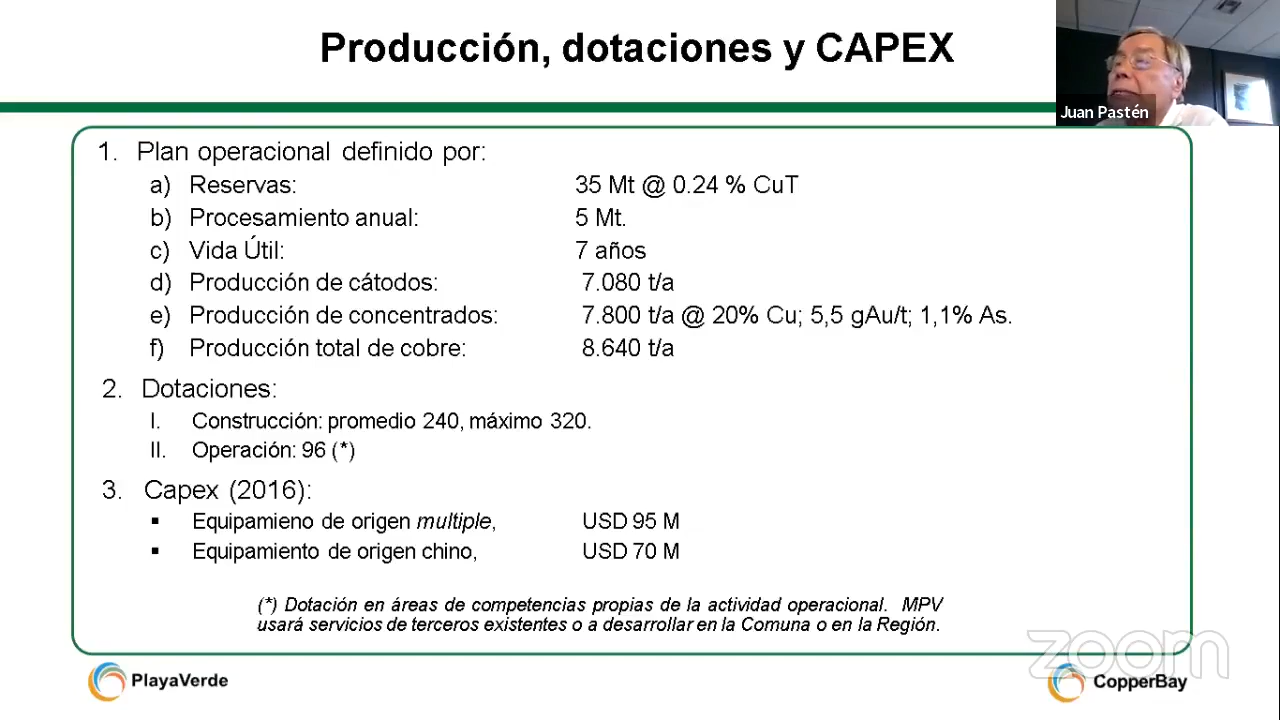 Producción, dotaciones y CAPEX
Juan Pastén
1. Plan operacional definido por:
a) Reservas: 35 Mt @ 0.24 % CuT
b) Procesamiento anual: 5 Mt.
c) Vida Útil: 7 años
d) Producción de cátodos: 7.080 t/a
e) Producción de concentrados: 7.800 t/a @ 20% Cu; 5,5 gAu/t; 1,1% As.
f) Producción total de cobre: 8.640 t/a
2. Dotaciones:
I. Construcción: promedio 240, máximo 320.
II. Operación: 96 (*)
3. Capex (2016):
▪ Equipamieno de origen multiple, USD 95 M
▪ Equipamiento de origen chino, USD 70 M
(*) Dotación en áreas de competencias propias de la actividad operacional. MPV
usará servicios de terceros existentes o a desarrollar en la Comuna o en la Región.
zoom
PlayaVerde
CopperBay